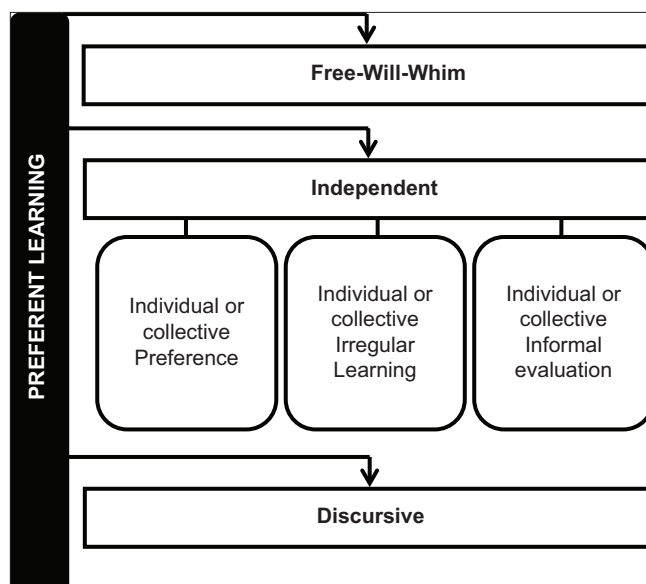 PREFERENT LEARNING
Free-Will-Whim
Independent
Individual or
collective
Preference
Individual or
collective
Irregular
Learning
Individual or
collective
Informal
evaluation
Discursive